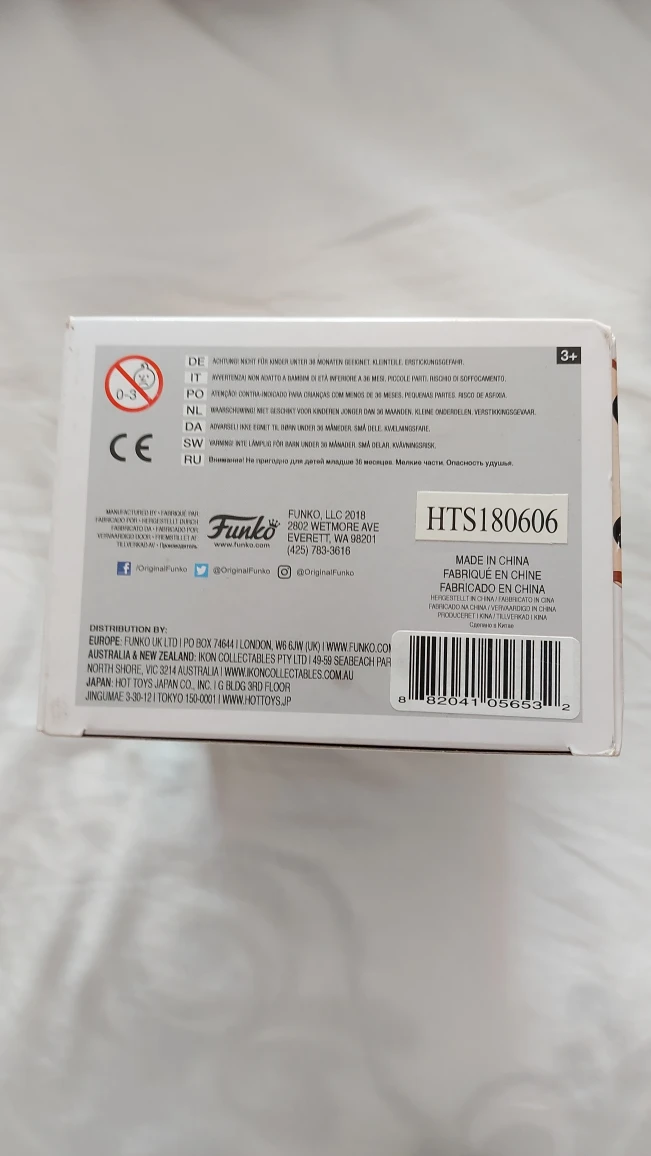 3+
0-3
DE ACHTUNG! NICHT FÜR KINDER UNTER 36 MONATEN GEEIGNET. KLEINTEILE. ERSTICKUNGSGEFAHR.
IT AVVERTENZA! NON ADATTO A BAMBINI DI ETÀ INFERIORE A 36 MESI. PICCOLE PARTI. RISCHIO DI SOFFOCAMENTO.
PO ATENÇÃO! CONTRA-INDICADO PARA CRIANÇAS COM MENOS DE 36 MESES. PEQUENAS PARTES. RISCO DE ASFIXIA.
NL WAARSCHUWING! NIET GESCHIKT VOOR KINDEREN JONGER DAN 36 MAANDEN. KLEINE ONDERDELEN. VERSTIKKINGSGEVAAR.
DA ADVARSEL! IKKE EGNET TIL BØRN UNDER 36 MÅNEDER. SMÅ DELE. KVÆLNINGSFARE.
SW VARNING! INTE LÄMPLIG FÖR BARN UNDER 36 MÅNADER. SMÅ DELAR. KVÄVNINGSRISK.
RU Внимание! Не пригодно для детей младше 36 месяцев. Мелкие части. Опасность удушья.
CE
MANUFACTURED BY • FABRIQUÉ PAR
FABRICADO POR • HERGESTELLT DURCH
FABBRICATO DA • FABRICADO POR
VERVAARDIGD DOOR • FREMSTILLET AF
TILLVERKAD AV • Производитель
Funko
www.funko.com
FUNKO, LLC 2018
2802 WETMORE AVE
EVERETT, WA 98201
(425) 783-3616
/OriginalFunko @OriginalFunko @OriginalFunko
HTS180606
MADE IN CHINA
FABRIQUÉ EN CHINE
FABRICADO EN CHINA
HERGESTELLT IN CHINA / FABBRICATO IN CINA
FABRICADO NA CHINA / VERVAARDIGD IN CHINA
PRODUCERET I KINA / TILLVERKAD I KINA
Сделано в Китае
DISTRIBUTION BY:
EUROPE: FUNKO UK LTD I PO BOX 74644 I LONDON, W6 6JW (UK) I WWW.FUNKO.COM
AUSTRALIA & NEW ZEALAND: IKON COLLECTABLES PTY LTD I 49-59 SEABEACH PAR
NORTH SHORE, VIC 3214 AUSTRALIA I WWW.IKONCOLLECTABLES.COM.AU
JAPAN: HOT TOYS JAPAN CO., INC. I G BLDG 3RD FLOOR
JINGUMAE 3-30-12 I TOKYO 150-0001 I WWW.HOTTOYS.JP
8 82041 05653 2